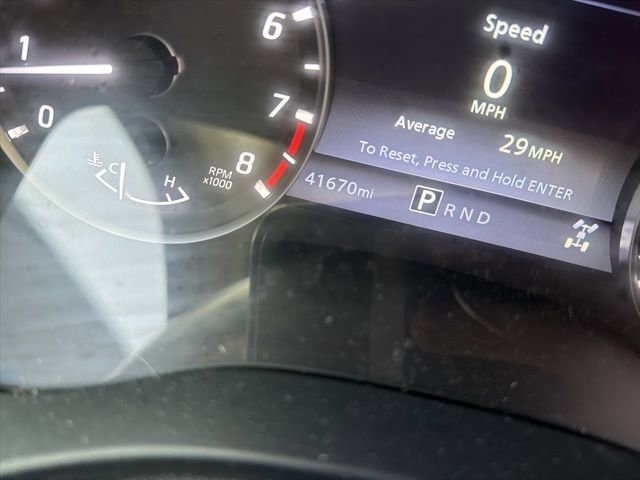 1
0
6
7
8
C
H
RPM
x1000
Speed
0
MPH
Average 29MPH
To Reset, Press and Hold ENTER
41670mi P R N D